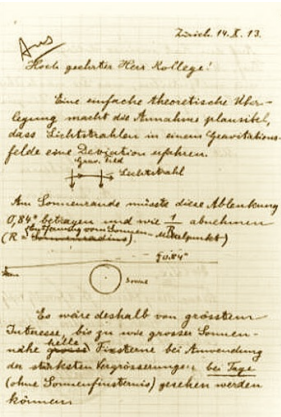 Zürich. 14. X. 13.
Hoch geehrter Herr Kollege!
Eine einfache theoretische Über-
legung macht die Annahme plausibel,
dass Lichtstrahlen in einem Gravitations-
felde eine Deviation erfahren.
Grav. Feld
Lichtstrahl
Am Sonnenrande müsste diese Ablenkung
0,84" betragen und wie 1/R abnehmen
(R = Sonnenradius) (Entfernung vom Sonnen-Mittelpunkt)
0.84"
Sonne
Es wäre deshalb von grösstem
Interesse, bis zu wie grosser Sonnen-
nähe helle Fixsterne bei Anwendung
der stärksten Vergrösserungen bei Tage
(ohne Sonnenfinsternis) gesehen werden
können.